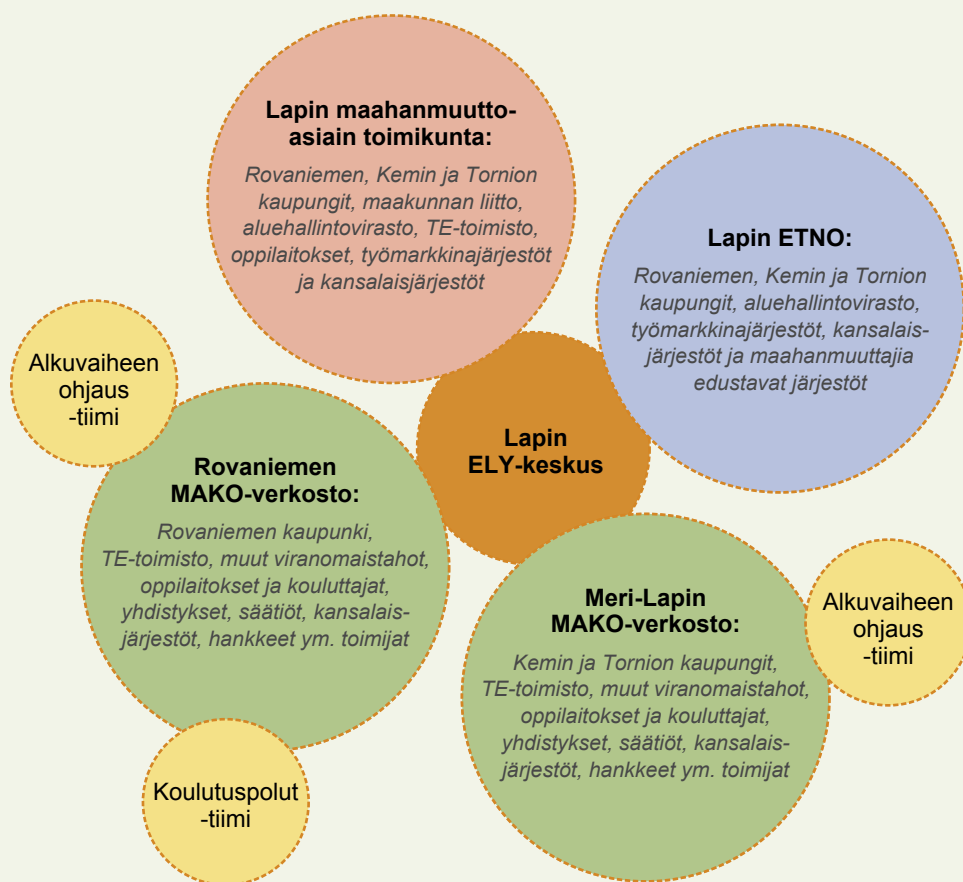 Lapin maahanmuutto-
asiain toimikunta:
Rovaniemen, Kemin ja Tornion
kaupungit, maakunnan liitto,
aluehallintovirasto, TE-toimisto,
oppilaitokset, työmarkkinajärjestöt
ja kansalaisjärjestöt
Lapin ETNO:
Rovaniemen, Kemin ja Tornion
kaupungit, aluehallintovirasto,
työmarkkinajärjestöt, kansalais-
järjestöt ja maahanmuuttajia
edustavat järjestöt
Alkuvaiheen
ohjaus
-tiimi
Lapin
ELY-keskus
Rovaniemen
MAKO-verkosto:
Rovaniemen kaupunki,
TE-toimisto, muut viranomaistahot,
oppilaitokset ja kouluttajat,
yhdistykset, säätiöt, kansalais-
järjestöt, hankkeet ym. toimijat
Meri-Lapin
MAKO-verkosto:
Kemin ja Tornion kaupungit,
TE-toimisto, muut viranomaistahot,
oppilaitokset ja kouluttajat,
yhdistykset, säätiöt, kansalais-
järjestöt, hankkeet ym. toimijat
Alkuvaiheen
ohjaus
-tiimi
Koulutuspolut
-tiimi